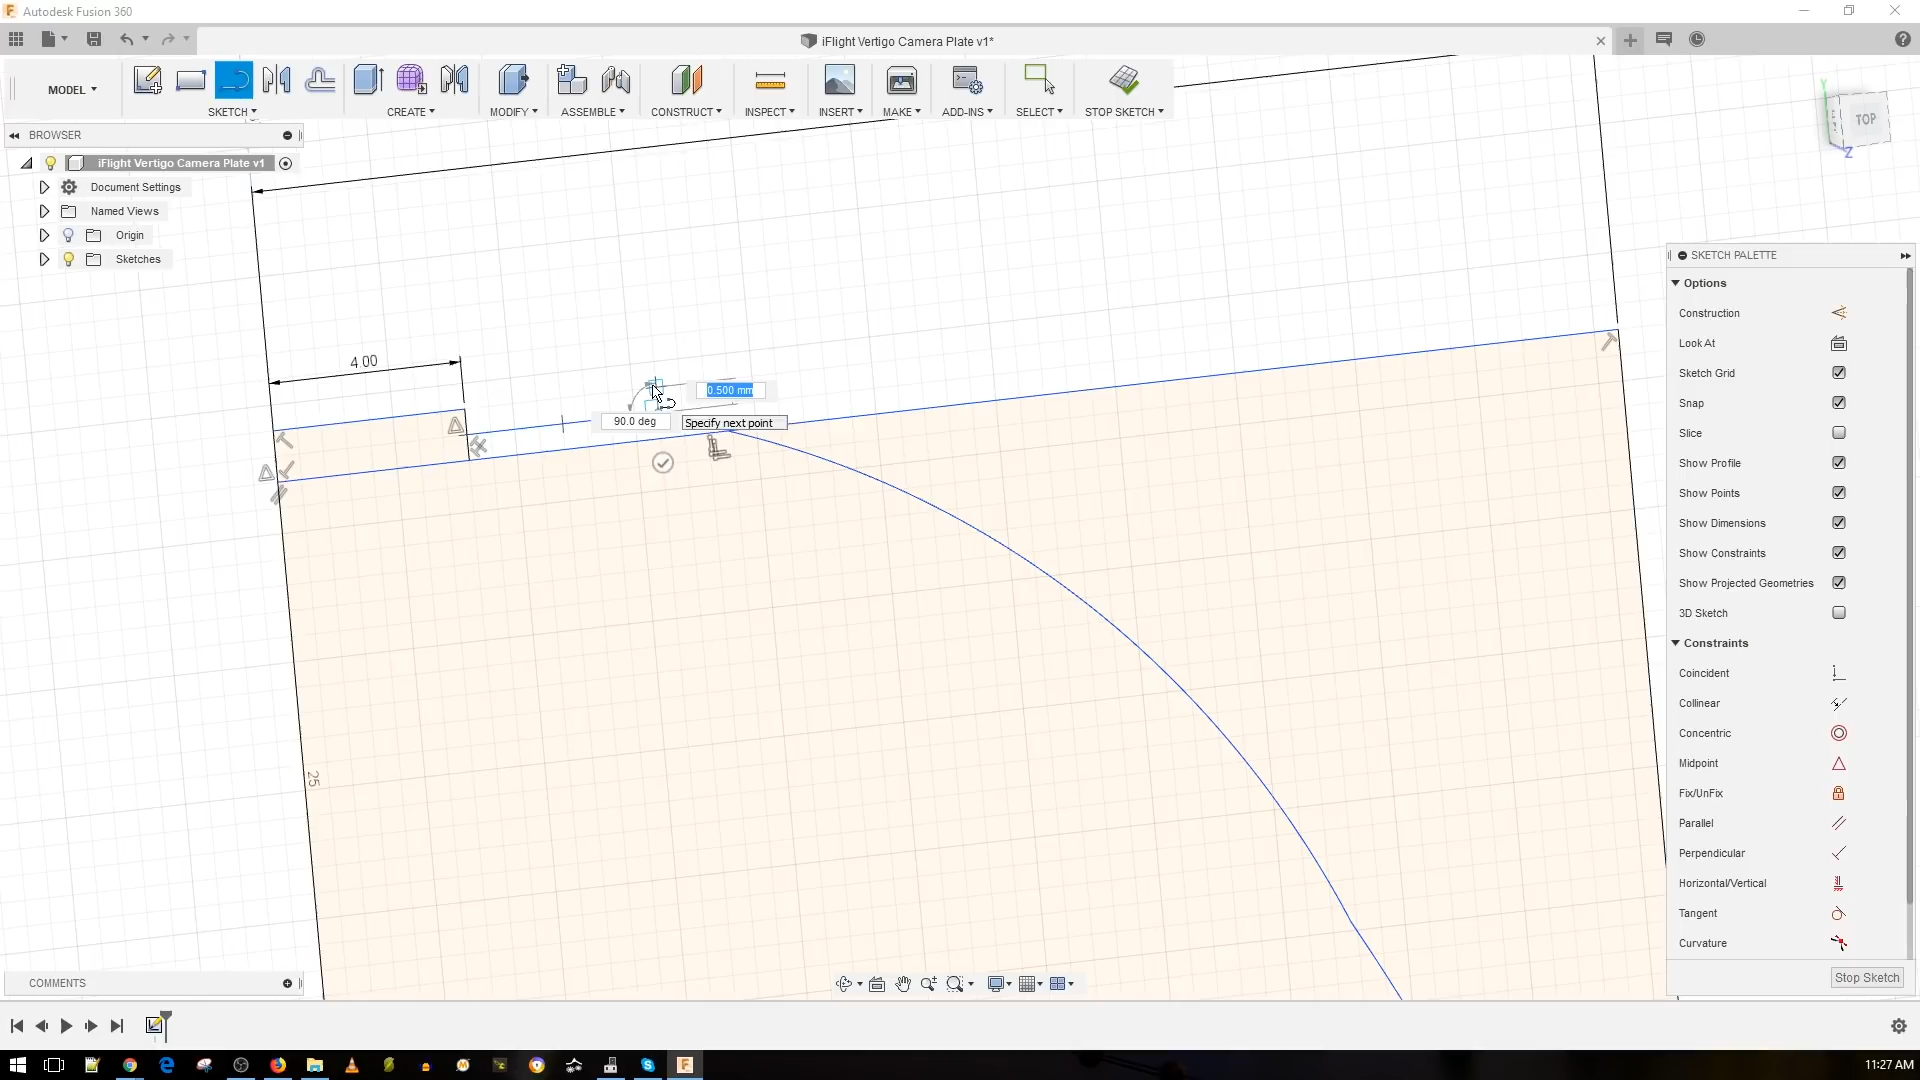 Autodesk Fusion 360
iFlight Vertigo Camera Plate v1*
MODEL
SKETCH
CREATE
MODIFY
ASSEMBLE
CONSTRUCT
INSPECT
INSERT
MAKE
ADD-INS
SELECT
STOP SKETCH
BROWSER
iFlight Vertigo Camera Plate v1
Document Settings
Named Views
Origin
Sketches
TOP
Y
Z
4.00
0.500 mm
90.0 deg
Specify next point
25
SKETCH PALETTE
Options
Construction
Look At
Sketch Grid
Snap
Slice
Show Profile
Show Points
Show Dimensions
Show Constraints
Show Projected Geometries
3D Sketch
Constraints
Coincident
Collinear
Concentric
Midpoint
Fix/UnFix
Parallel
Perpendicular
Horizontal/Vertical
Tangent
Curvature
Stop Sketch
COMMENTS
11:27 AM